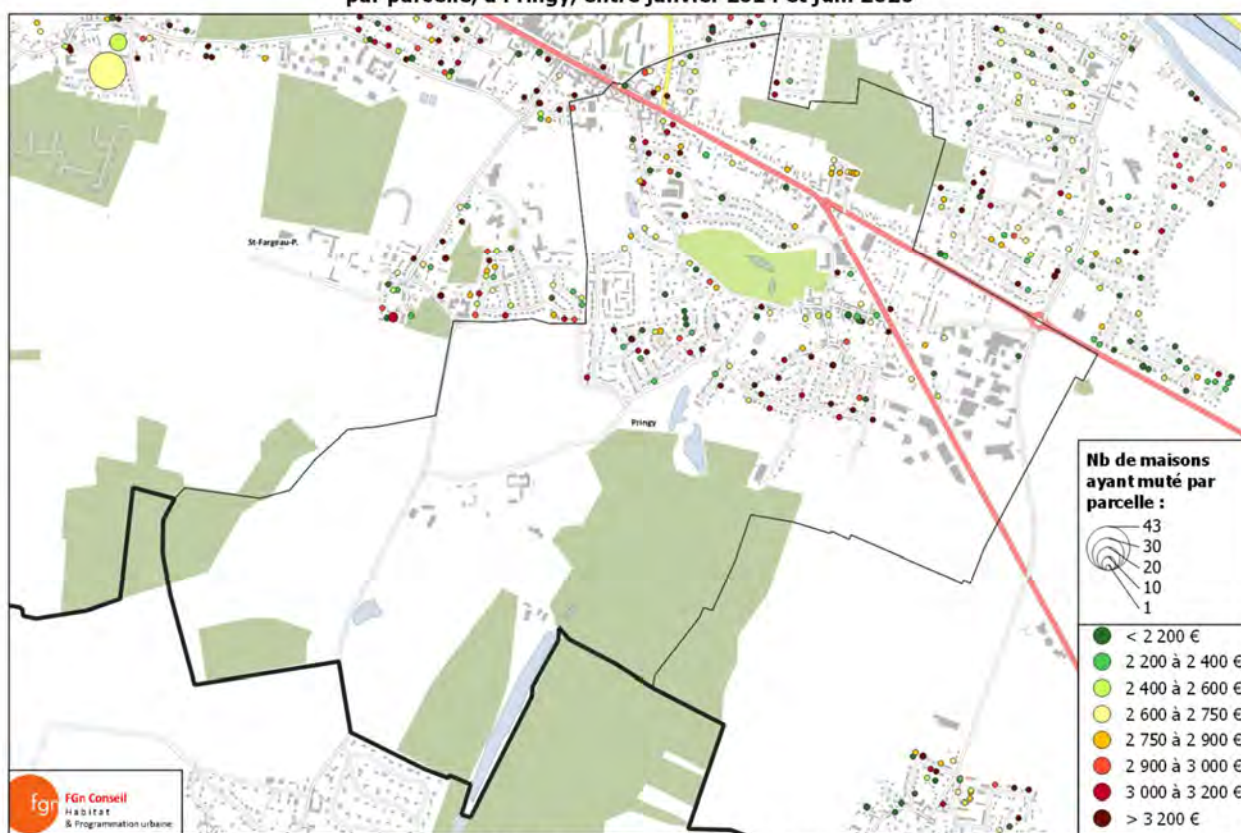 St-Fargeau-P.
Pringy
Nb de maisons
ayant muté par
parcelle :
43
30
20
10
1
< 2 200 €
2 200 à 2 400 €
2 400 à 2 600 €
2 600 à 2 750 €
2 750 à 2 900 €
2 900 à 3 000 €
3 000 à 3 200 €
> 3 200 €
fgn
FGn Conseil
Habitat
& Programmation urbaine